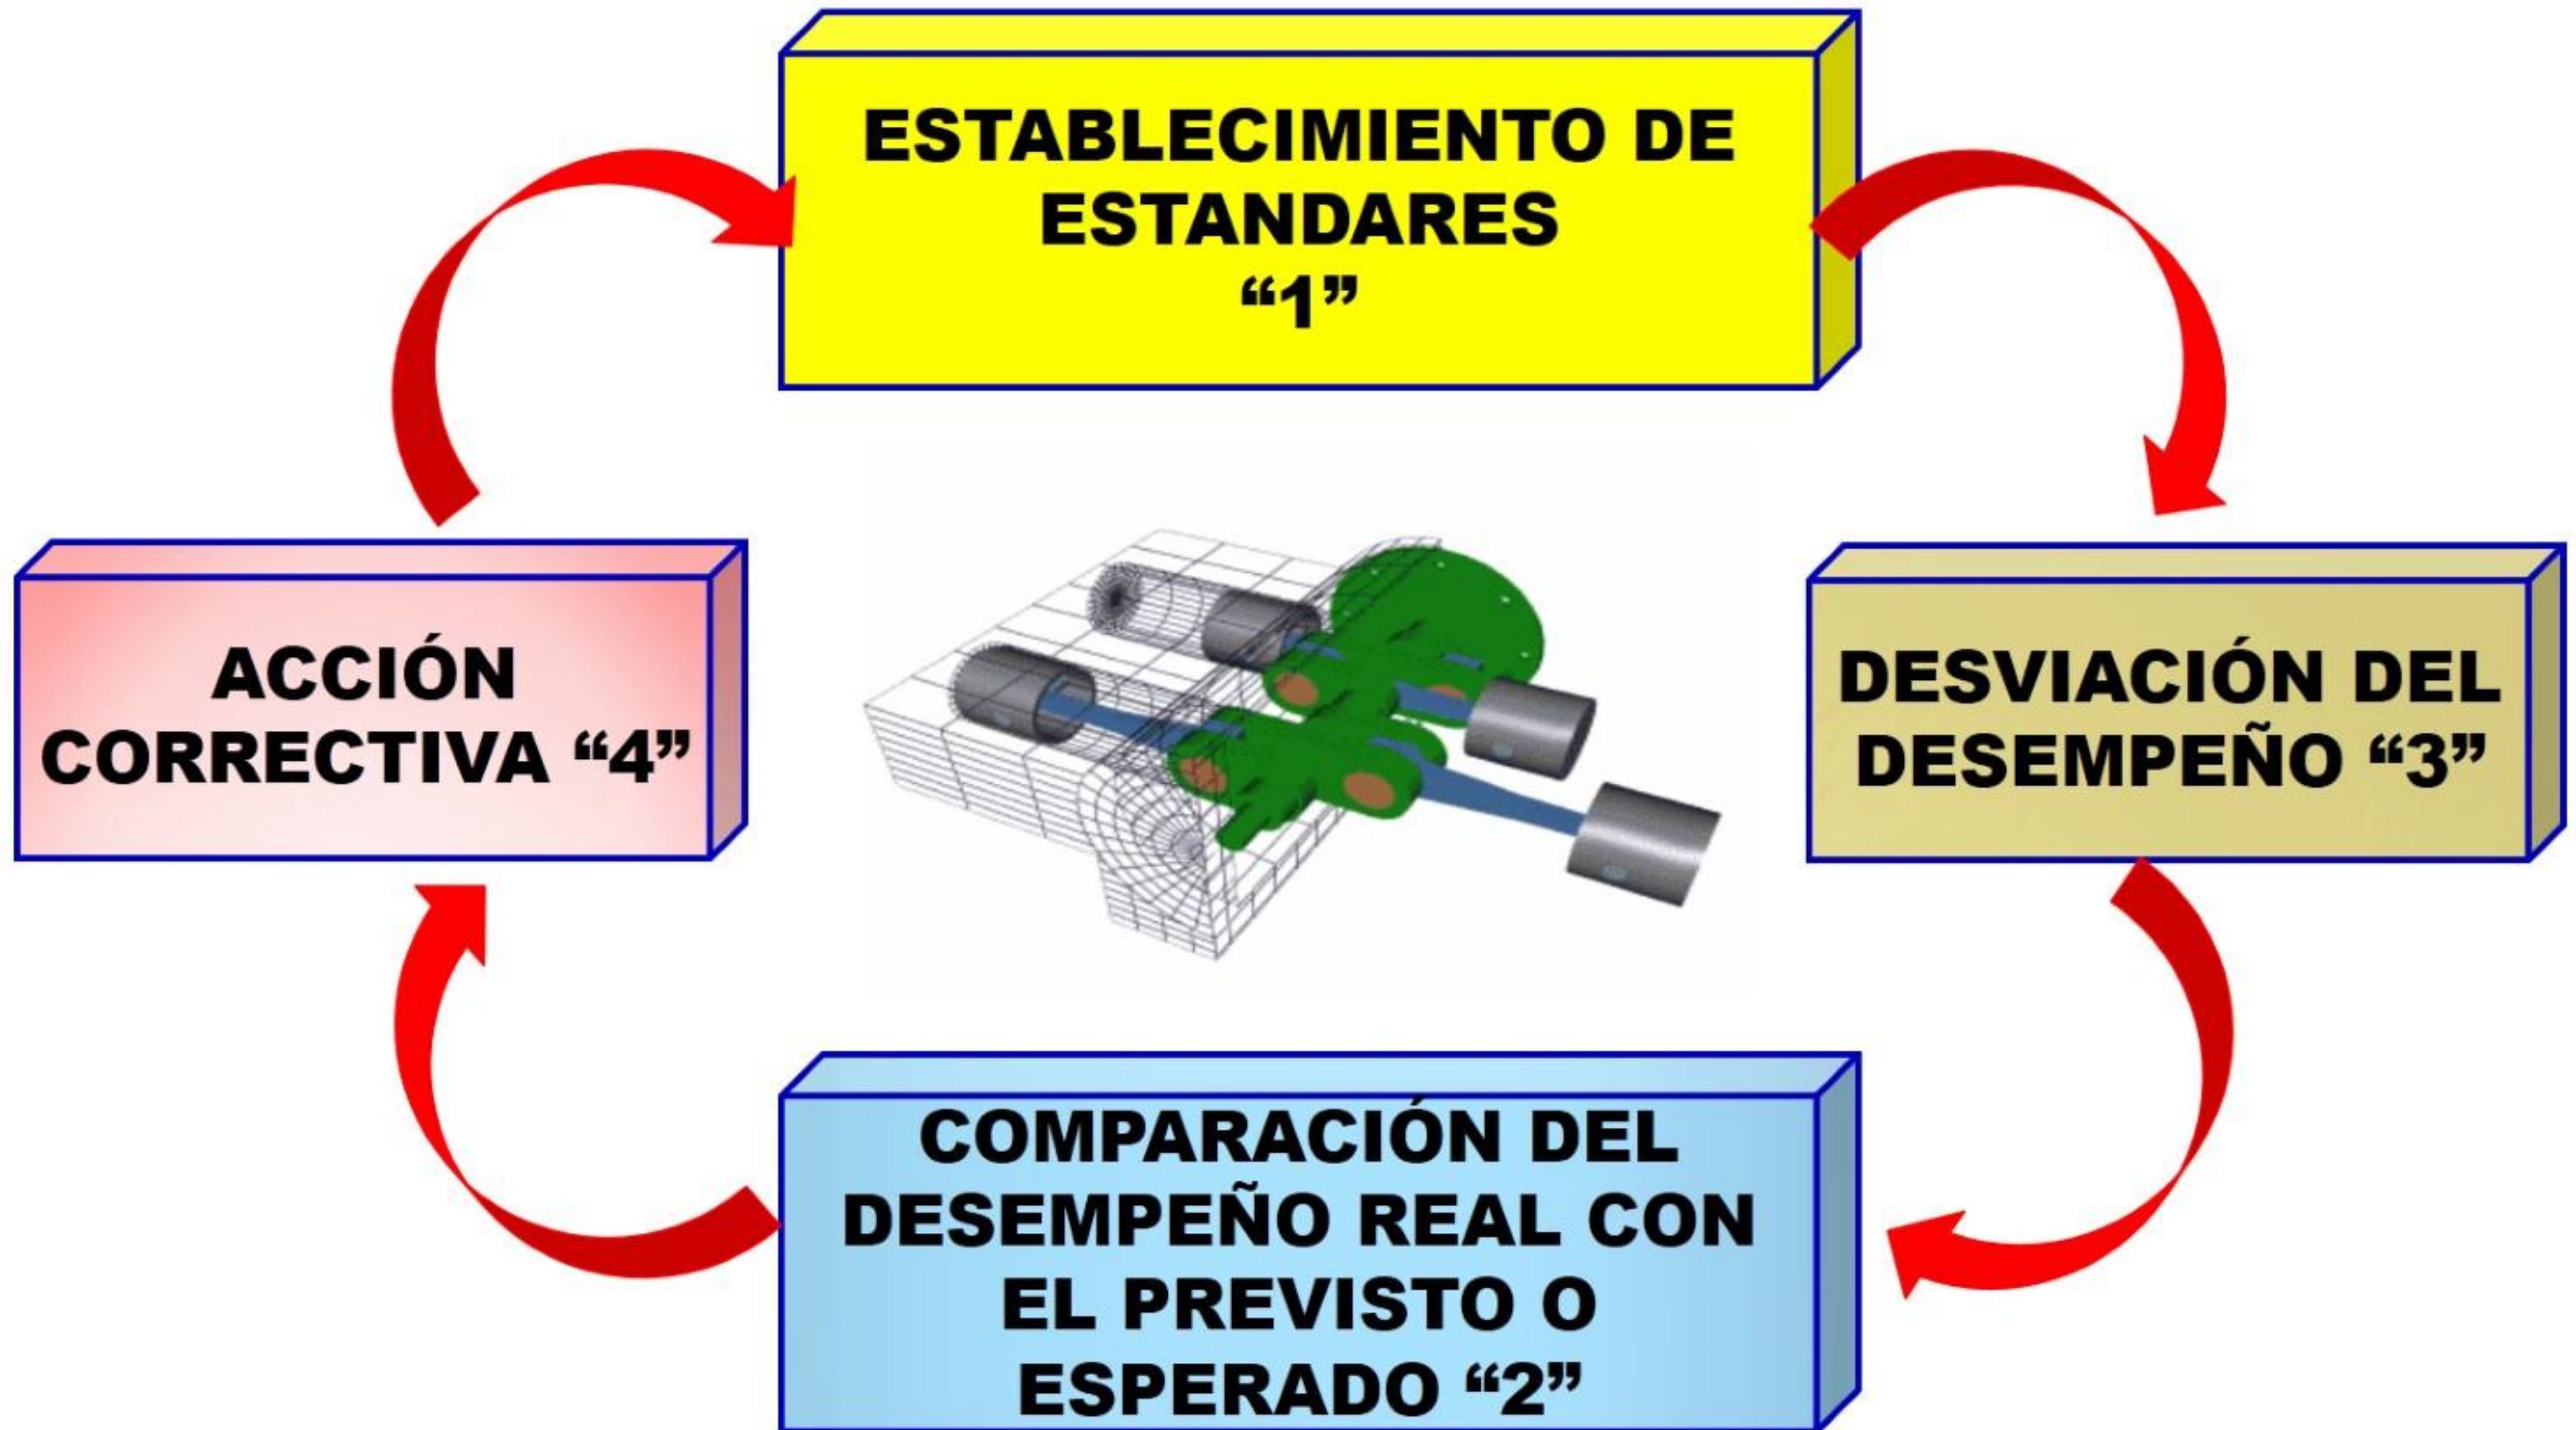 ESTABLECIMIENTO DE
ESTANDARES
“1”
ACCIÓN
CORRECTIVA “4”
DESVIACIÓN DEL
DESEMPEÑO “3”
COMPARACIÓN DEL
DESEMPEÑO REAL CON
EL PREVISTO O
ESPERADO “2”